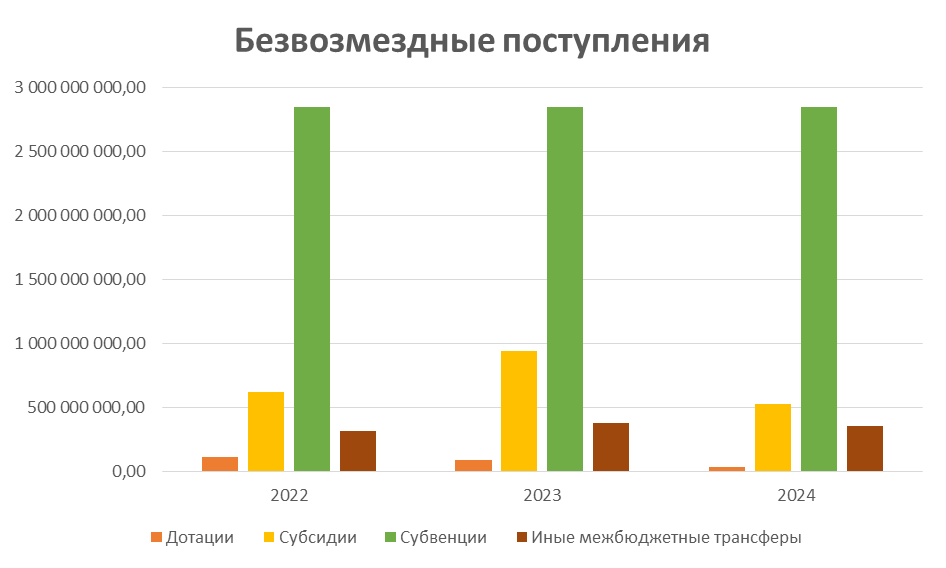 Безвозмездные поступления
3 000 000 000,00
2 500 000 000,00
2 000 000 000,00
1 500 000 000,00
1 000 000 000,00
500 000 000,00
0,00
2022 2023 2024
Дотации Субсидии Субвенции Иные межбюджетные трансферы